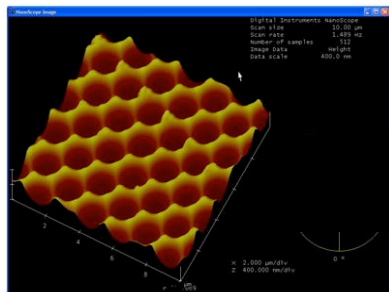 NanoScope Image
Digital Instruments NanoScope
Scan size 10.00 µm
Scan rate 1.489 Hz
Number of samples 512
Image Data Height
Data scale 400.0 nm
2
4
6
8
µm
X 2.000 µm/div
Z 400.000 nm/div
0 °